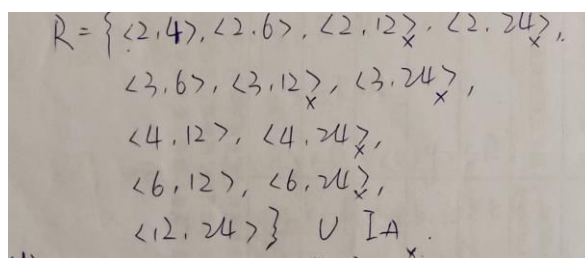 R = { <2,4>, <2,6>, <2,12>ₓ, <2,24>ₓ,
<3,6>, <3,12>ₓ, <3,24>ₓ,
<4,12>, <4,24>ₓ,
<6,12>, <6,24>ₓ,
<12,24> } ∪ IAₓ.